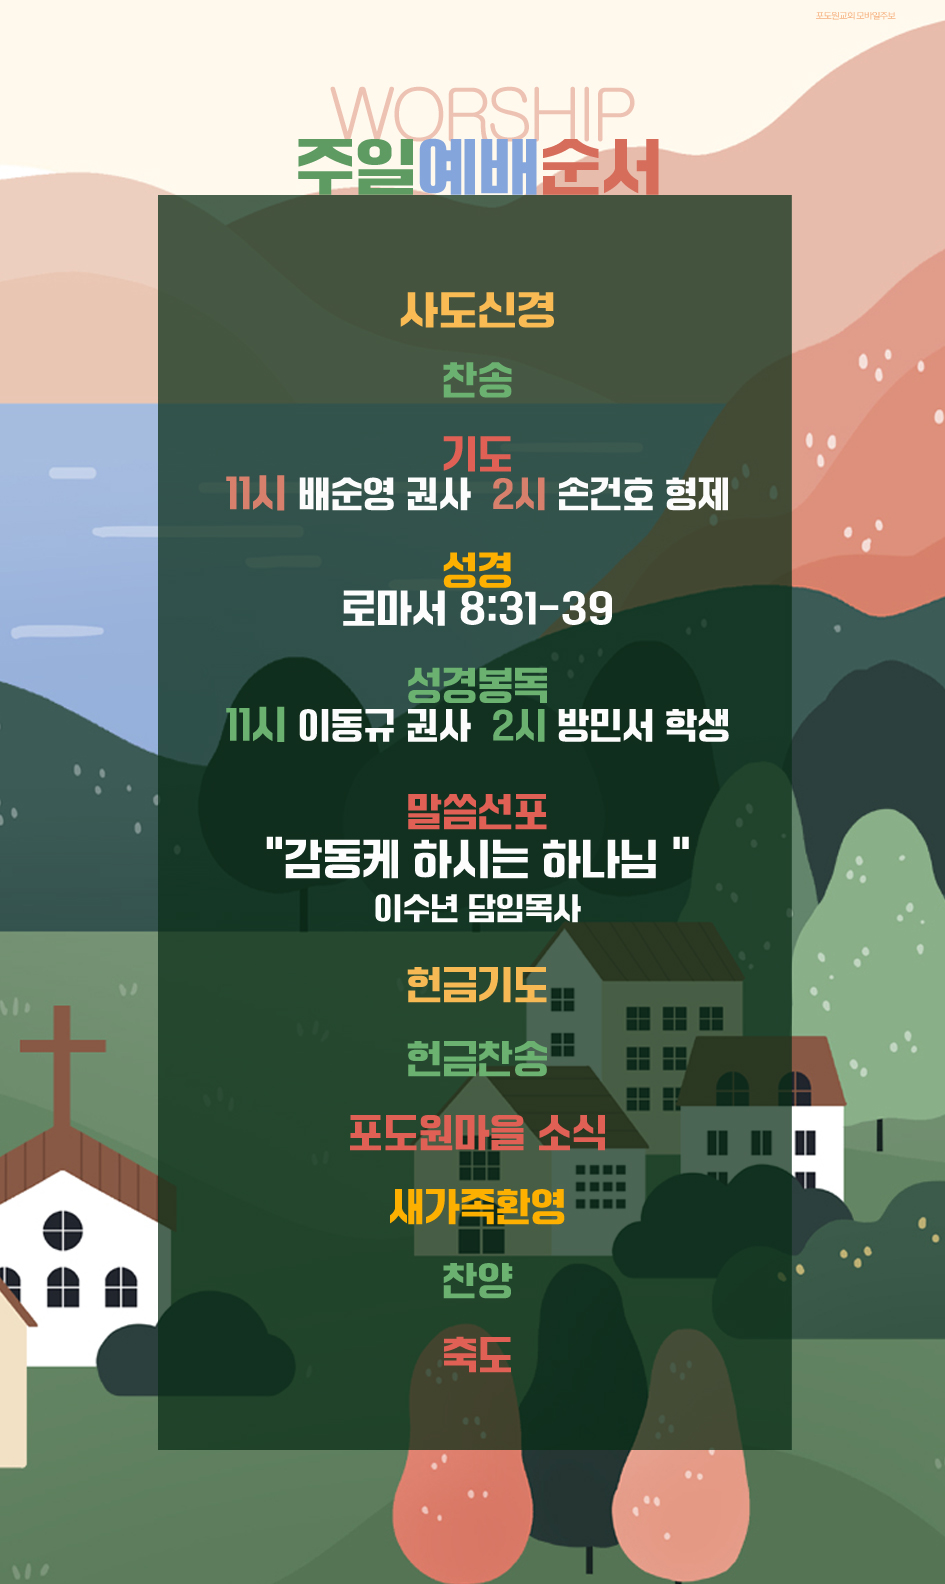 포도원교회 모바일주보
WORSHIP
주일예배순서
사도신경
찬송
기도
11시 배순영 권사 2시 손건호 형제
성경
로마서 8:31-39
성경봉독
11시 이동규 권사 2시 방민서 학생
말씀선포
"감동케 하시는 하나님 "
이수년 담임목사
헌금기도
헌금찬송
포도원마을 소식
새가족환영
찬양
축도